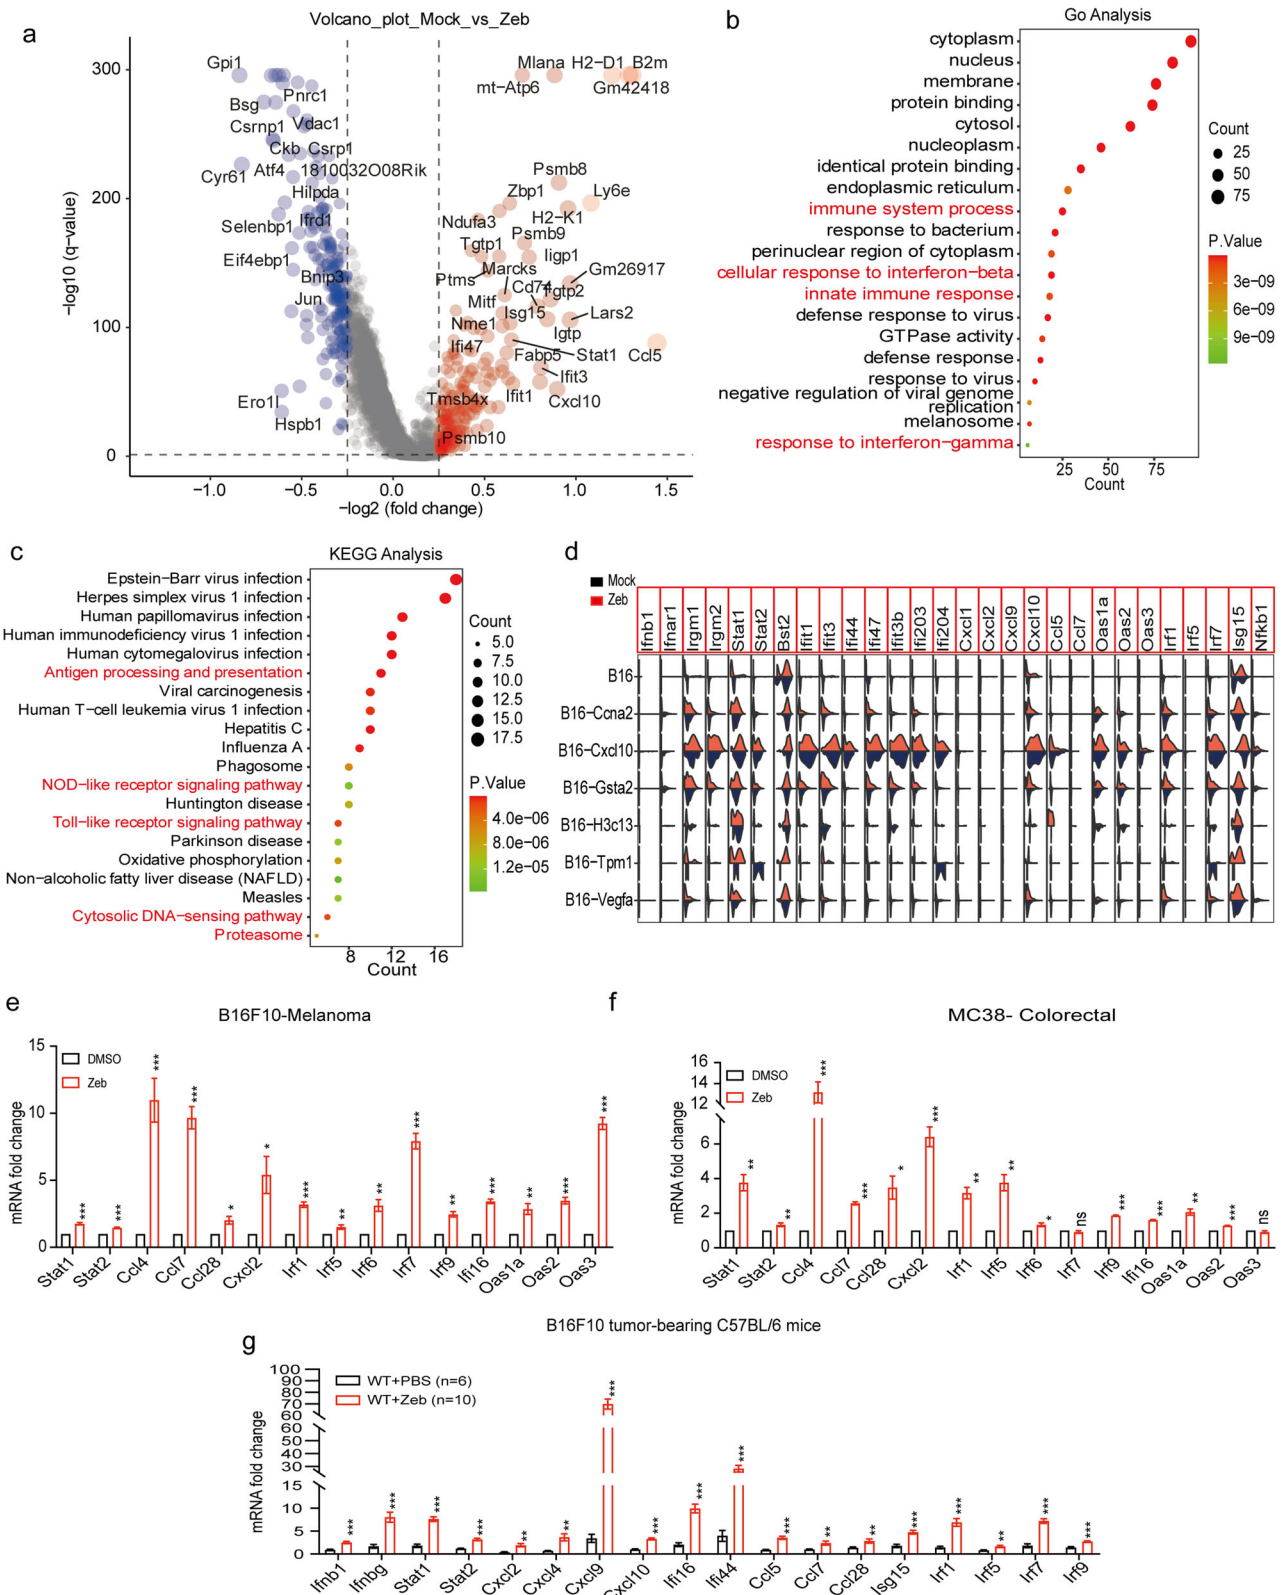 a
Volcano_plot_Mock_vs_Zeb
−log10 (q-value)
300
200
100
0
Gpi1
Pnrc1
Bsg
Vdac1
Csrnp1
Ckb
Csrp1
Cyr61
Atf4
1810032O08Rik
Hilpda
Selenbp1
Ifrd1
Eif4ebp1
Bnip3
Jun
Ero1l
Hspb1
Mlana
H2−D1
B2m
mt−Atp6
Gm42418
Psmb8
Zbp1
Ly6e
Ndufa3
H2−K1
Psmb9
Tgtp1
Iigp1
Ptms
Marcks
Gm26917
Cd74
Tgtp2
Mitf
Isg15
Lars2
Nme1
Igtp
Ifi47
Fabp5
Stat1
Ccl5
Ifit3
Tmsb4x
Ifit1
Cxcl10
Psmb10
−1.0
−0.5
0.0
0.5
1.0
1.5
−log2 (fold change)
b
Go Analysis
cytoplasm
nucleus
membrane
protein binding
cytosol
nucleoplasm
identical protein binding
endoplasmic reticulum
immune system process
response to bacterium
perinuclear region of cytoplasm
cellular response to interferon−beta
innate immune response
defense response to virus
GTPase activity
defense response
response to virus
negative regulation of viral genome
replication
melanosome
response to interferon−gamma
25
50
75
Count
Count
25
50
75
P.Value
3e−09
6e−09
9e−09
c
KEGG Analysis
Epstein−Barr virus infection
Herpes simplex virus 1 infection
Human papillomavirus infection
Human immunodeficiency virus 1 infection
Human cytomegalovirus infection
Antigen processing and presentation
Viral carcinogenesis
Human T−cell leukemia virus 1 infection
Hepatitis C
Influenza A
Phagosome
NOD−like receptor signaling pathway
Huntington disease
Toll−like receptor signaling pathway
Parkinson disease
Oxidative phosphorylation
Non−alcoholic fatty liver disease (NAFLD)
Measles
Cytosolic DNA−sensing pathway
Proteasome
8
12
16
Count
Count
5.0
7.5
10.0
12.5
15.0
17.5
P.Value
4.0e−06
8.0e−06
1.2e−05
d
Mock
Zeb
Ifnb1
Ifnar1
Irgm1
Irgm2
Stat1
Stat2
Bst2
Ifit1
Ifit3
Ifi44
Ifi47
Ifit3b
Ifi203
Ifi204
Cxcl1
Cxcl2
Cxcl9
Cxcl10
Ccl5
Ccl7
Oas1a
Oas2
Oas3
Irf1
Irf5
Irf7
Isg15
Nfkb1
B16
B16−Ccna2
B16−Cxcl10
B16−Gsta2
B16−H3c13
B16−Tpm1
B16−Vegfa
e
B16F10-Melanoma
DMSO
Zeb
mRNA fold change
15
10
5
0
***
***
***
***
*
*
***
**
**
***
**
***
**
***
***
Stat1
Stat2
Ccl4
Ccl7
Ccl28
Cxcl2
Irf1
Irf5
Irf6
Irf7
Irf9
Ifi16
Oas1a
Oas2
Oas3
f
MC38- Colorectal
DMSO
Zeb
mRNA fold change
16
14
12
6
4
2
0
**
**
***
***
*
***
**
**
*
ns
***
***
**
***
ns
Stat1
Stat2
Ccl4
Ccl7
Ccl28
Cxcl2
Irf1
Irf5
Irf6
Irf7
Irf9
Ifi16
Oas1a
Oas2
Oas3
g
B16F10 tumor-bearing C57BL/6 mice
WT+PBS (n=6)
WT+Zeb (n=10)
mRNA fold change
100
90
80
70
60
60
50
40
30
15
10
5
0
***
***
***
***
**
**
***
***
***
***
***
**
**
***
***
**
***
***
Ifnb1
Ifnbg
Stat1
Stat2
Cxcl2
Cxcl4
Cxcl9
Cxcl10
Ifi16
Ifi44
Ccl5
Ccl7
Ccl28
Isg15
Irf1
Irf5
Irf7
Irf9